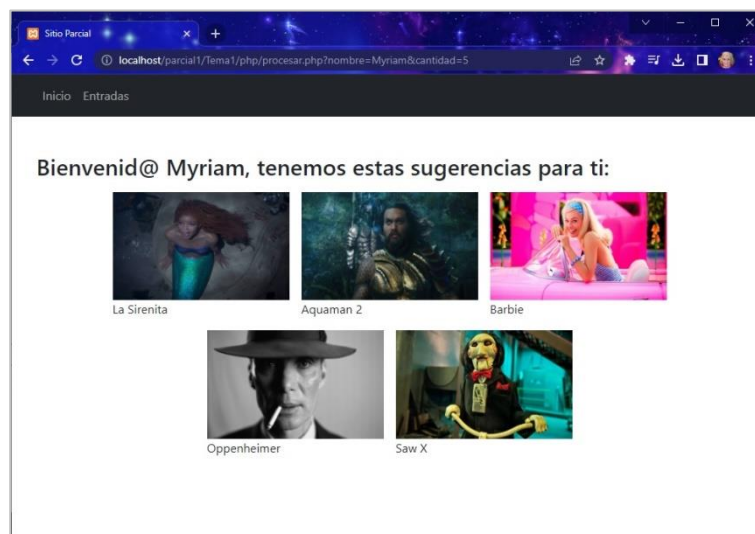 Sitio Parcial
localhost/parcial1/Tema1/php/procesar.php?nombre=Myriam&cantidad=5
Inicio Entradas
Bienvenid@ Myriam, tenemos estas sugerencias para ti:
La Sirenita Aquaman 2 Barbie
Oppenheimer Saw X